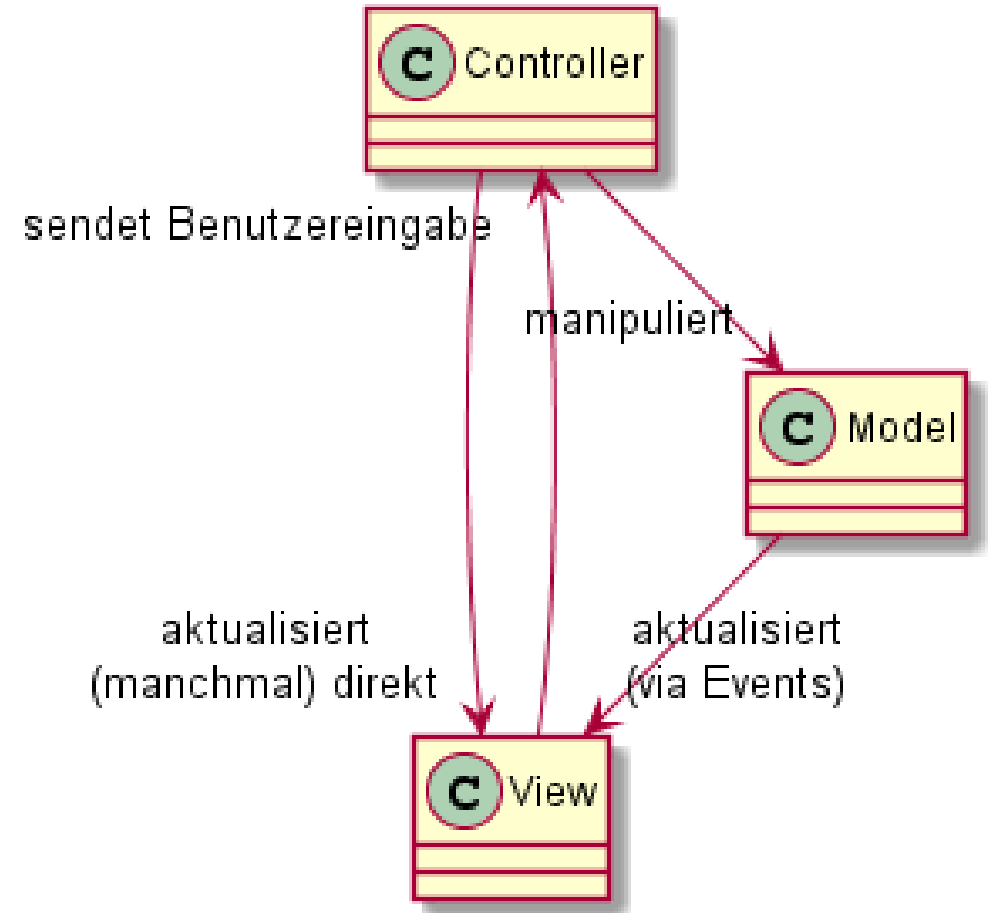 C Controller
sendet Benutzereingabe
manipuliert
C Model
aktualisiert
(manchmal) direkt
aktualisiert
(via Events)
C View